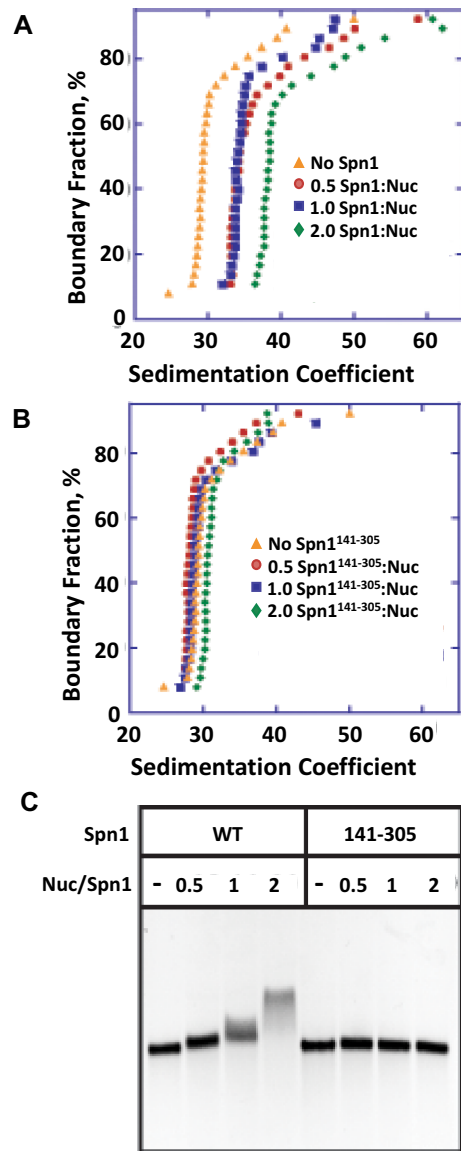 A
Boundary Fraction, %
80
60
40
20
0
No Spn1
0.5 Spn1:Nuc
1.0 Spn1:Nuc
2.0 Spn1:Nuc
20 30 40 50 60
Sedimentation Coefficient
B
Boundary Fraction, %
80
60
40
20
0
No Spn1¹⁴¹⁻³⁰⁵
0.5 Spn1¹⁴¹⁻³⁰⁵:Nuc
1.0 Spn1¹⁴¹⁻³⁰⁵:Nuc
2.0 Spn1¹⁴¹⁻³⁰⁵:Nuc
20 30 40 50 60
Sedimentation Coefficient
C
Spn1 WT 141-305
Nuc/Spn1 - 0.5 1 2 - 0.5 1 2